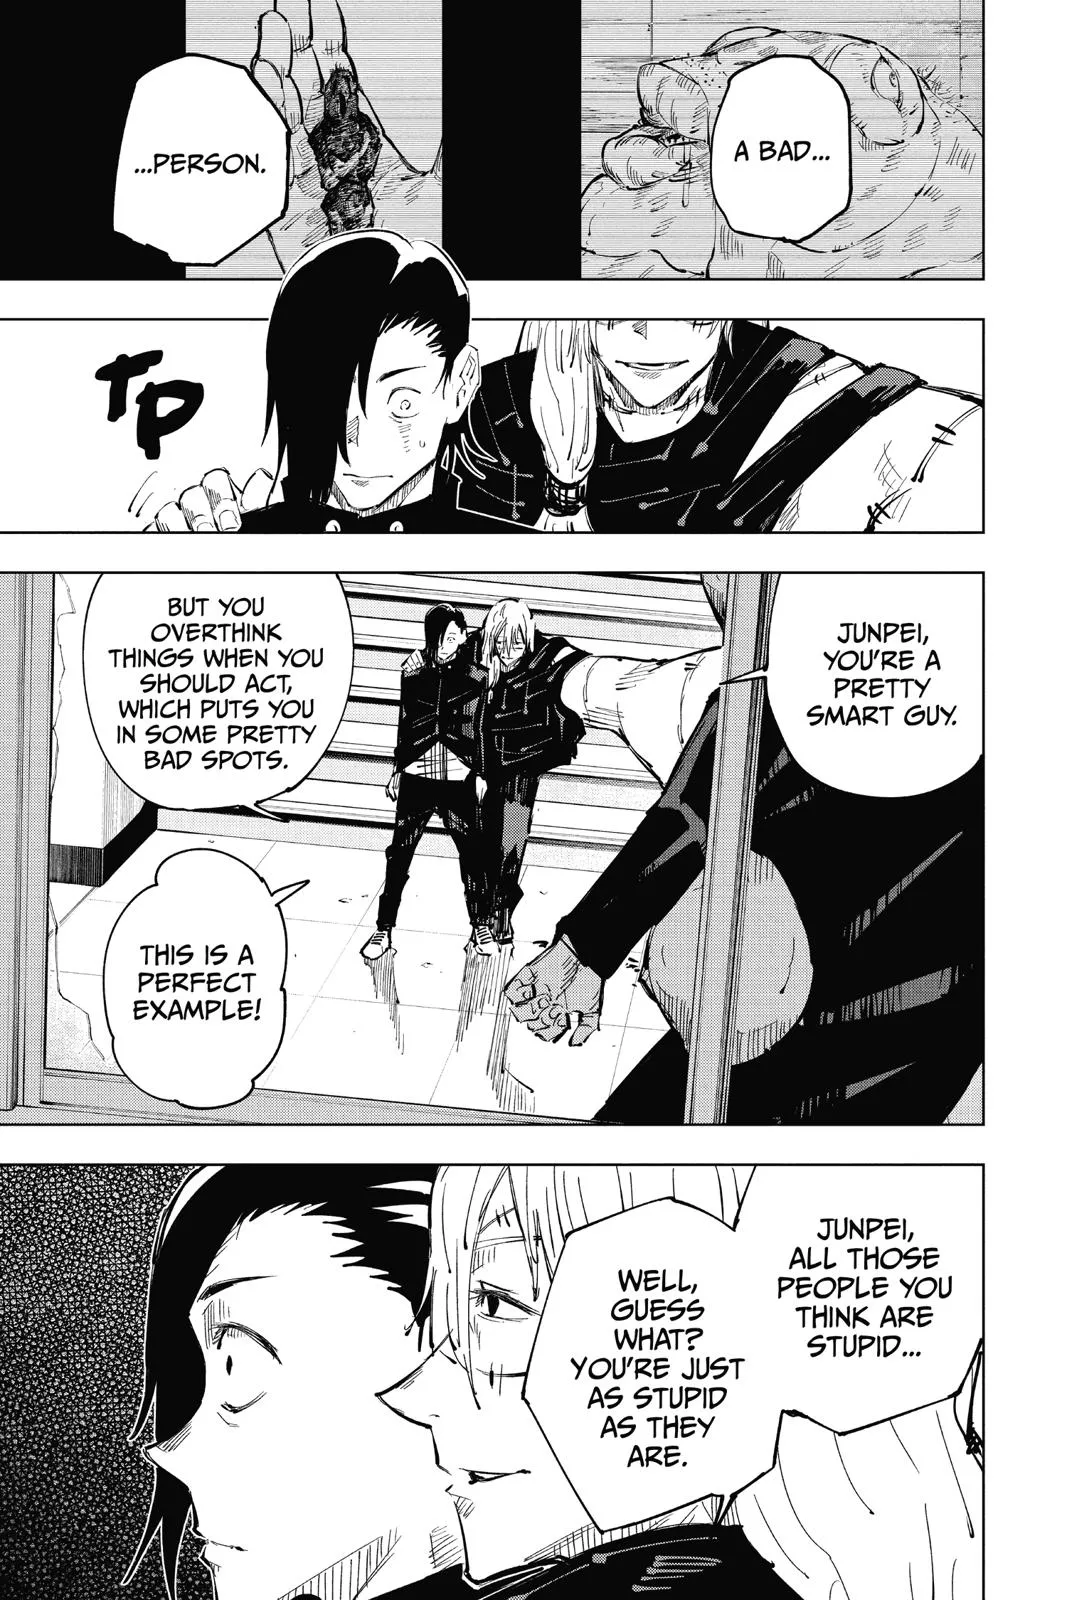 A BAD...
...PERSON.
TP
JUNPEI,
YOU'RE A
PRETTY
SMART GUY.
BUT YOU
OVERTHINK
THINGS WHEN YOU
SHOULD ACT,
WHICH PUTS YOU
IN SOME PRETTY
BAD SPOTS.
THIS IS A
PERFECT
EXAMPLE!
JUNPEI,
ALL THOSE
PEOPLE YOU
THINK ARE
STUPID...
WELL,
GUESS
WHAT?
YOU'RE JUST
AS STUPID
AS THEY
ARE.